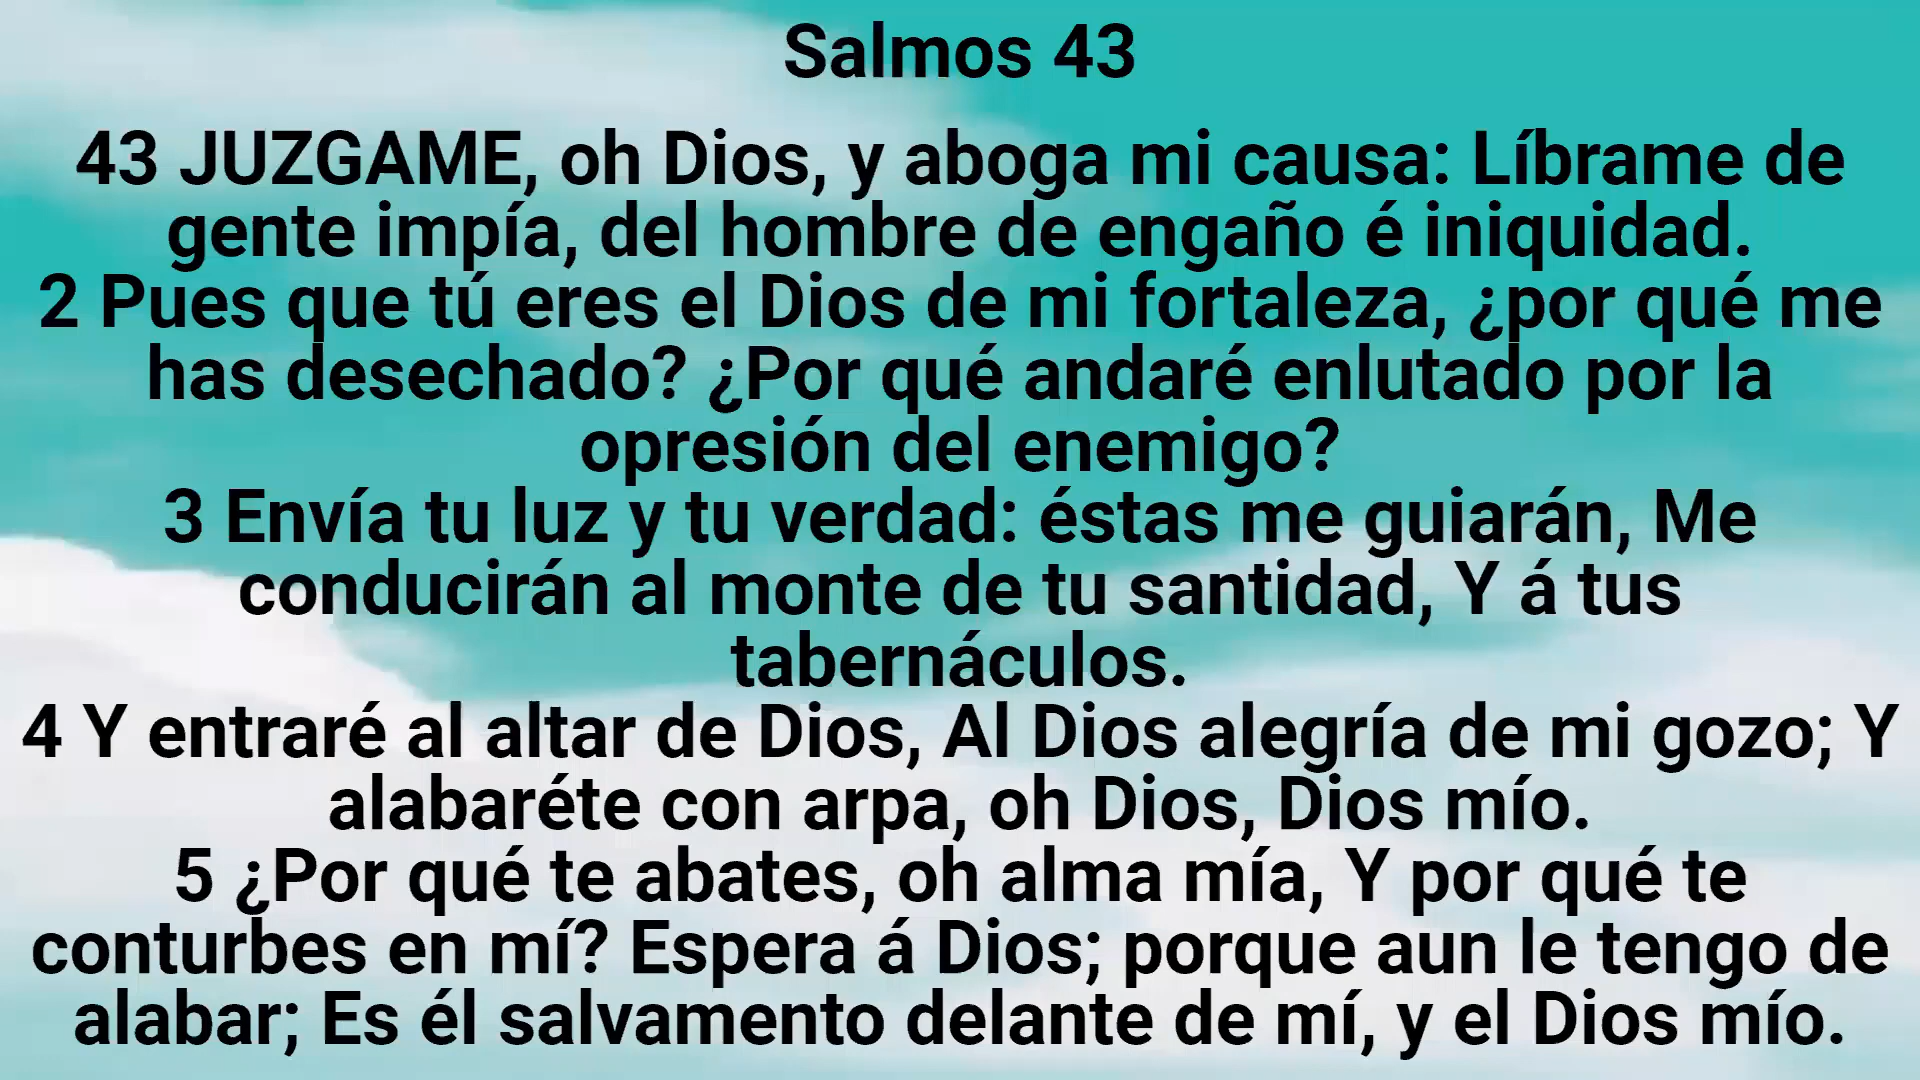 Salmos 43
43 JUZGAME, oh Dios, y aboga mi causa: Líbrame de
gente impía, del hombre de engaño é iniquidad.
2 Pues que tú eres el Dios de mi fortaleza, ¿por qué me
has desechado? ¿Por qué andaré enlutado por la
opresión del enemigo?
3 Envía tu luz y tu verdad: éstas me guiarán, Me
conducirán al monte de tu santidad, Y á tus
tabernáculos.
4 Y entraré al altar de Dios, Al Dios alegría de mi gozo; Y
alabaréte con arpa, oh Dios, Dios mío.
5 ¿Por qué te abates, oh alma mía, Y por qué te
conturbes en mí? Espera á Dios; porque aun le tengo de
alabar; Es él salvamento delante de mí, y el Dios mío.